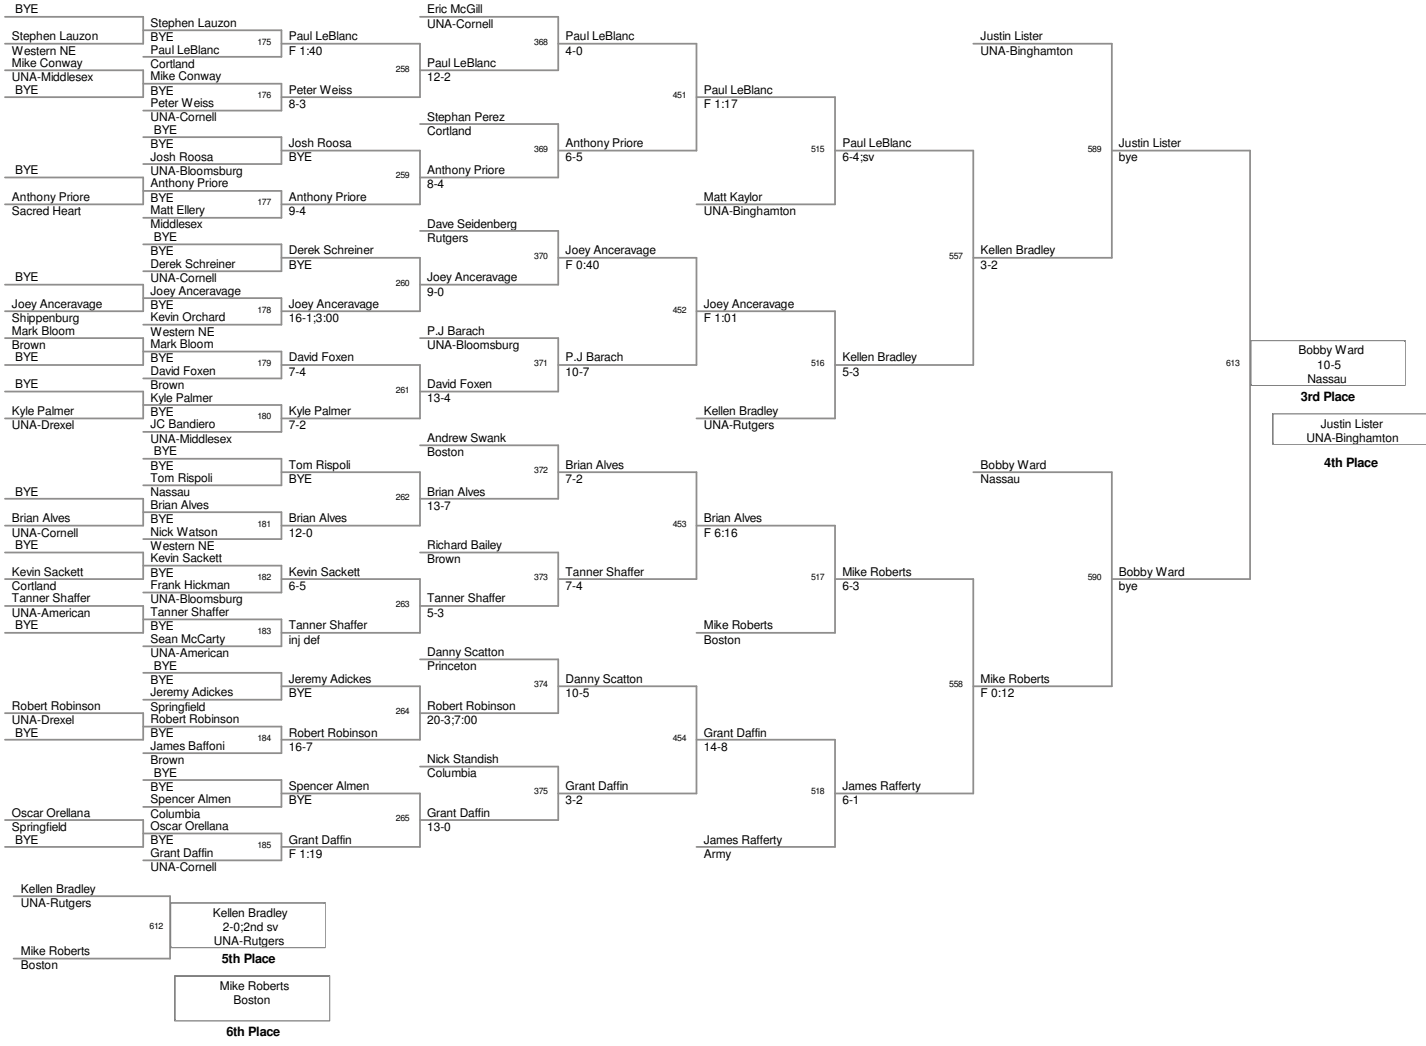 BYE
Stephen Lauzon
Western NE
Mike Conway
UNA-Middlesex
BYE
BYE
Anthony Priore
Sacred Heart
BYE
Joey Anceravage
Shippenburg
Mark Bloom
Brown
BYE
BYE
Kyle Palmer
UNA-Drexel
BYE
Brian Alves
UNA-Cornell
BYE
Kevin Sackett
Cortland
Tanner Shaffer
UNA-American
BYE
Robert Robinson
UNA-Drexel
BYE
Oscar Orellana
Springfield
BYE
Stephen Lauzon
BYE
175
Paul LeBlanc
Cortland
Mike Conway
BYE
176
Peter Weiss
UNA-Cornell
BYE
BYE
Josh Roosa
UNA-Bloomsburg
Anthony Priore
BYE
177
Matt Ellery
Middlesex
BYE
BYE
Derek Schreiner
UNA-Cornell
Joey Anceravage
BYE
178
Kevin Orchard
Western NE
Mark Bloom
BYE
179
David Foxen
Brown
Kyle Palmer
BYE
180
JC Bandiero
UNA-Middlesex
BYE
BYE
Tom Rispoli
Nassau
Brian Alves
BYE
181
Nick Watson
Western NE
Kevin Sackett
BYE
182
Frank Hickman
UNA-Bloomsburg
Tanner Shaffer
BYE
183
Sean McCarty
UNA-American
BYE
BYE
Jeremy Adickes
Springfield
Robert Robinson
BYE
184
James Baffoni
Brown
BYE
BYE
Spencer Almen
Columbia
Oscar Orellana
BYE
185
Grant Daffin
UNA-Cornell
Paul LeBlanc
F 1:40
258
Peter Weiss
8-3
Josh Roosa
BYE
259
Anthony Priore
9-4
Derek Schreiner
BYE
260
Joey Anceravage
16-1;3:00
David Foxen
7-4
261
Kyle Palmer
7-2
Tom Rispoli
BYE
262
Brian Alves
12-0
Kevin Sackett
6-5
263
Tanner Shaffer
inj def
Jeremy Adickes
BYE
264
Robert Robinson
16-7
Spencer Almen
BYE
265
Grant Daffin
F 1:19
Eric McGill
UNA-Cornell
368
Paul LeBlanc
12-2
Stephan Perez
Cortland
369
Anthony Priore
8-4
Dave Seidenberg
Rutgers
370
Joey Anceravage
9-0
P.J Barach
UNA-Bloomsburg
371
David Foxen
13-4
Andrew Swank
Boston
372
Brian Alves
13-7
Richard Bailey
Brown
373
Tanner Shaffer
5-3
Danny Scatton
Princeton
374
Robert Robinson
20-3;7:00
Nick Standish
Columbia
375
Grant Daffin
13-0
Paul LeBlanc
4-0
451
Anthony Priore
6-5
Joey Anceravage
F 0:40
452
P.J Barach
10-7
Brian Alves
7-2
453
Tanner Shaffer
7-4
Danny Scatton
10-5
454
Grant Daffin
3-2
Paul LeBlanc
F 1:17
515
Matt Kaylor
UNA-Binghamton
Joey Anceravage
F 1:01
516
Kellen Bradley
UNA-Rutgers
Brian Alves
F 6:16
517
Mike Roberts
Boston
Grant Daffin
14-8
518
James Rafferty
Army
Paul LeBlanc
6-4;sv
557
Kellen Bradley
5-3
Mike Roberts
6-3
558
James Rafferty
6-1
Justin Lister
UNA-Binghamton
589
Kellen Bradley
3-2
Bobby Ward
Nassau
590
Mike Roberts
F 0:12
Justin Lister
bye
613
Bobby Ward
bye
Bobby Ward
10-5
Nassau
3rd Place
Justin Lister
UNA-Binghamton
4th Place
Kellen Bradley
UNA-Rutgers
612
Mike Roberts
Boston
Kellen Bradley
2-0;2nd sv
UNA-Rutgers
5th Place
Mike Roberts
Boston
6th Place